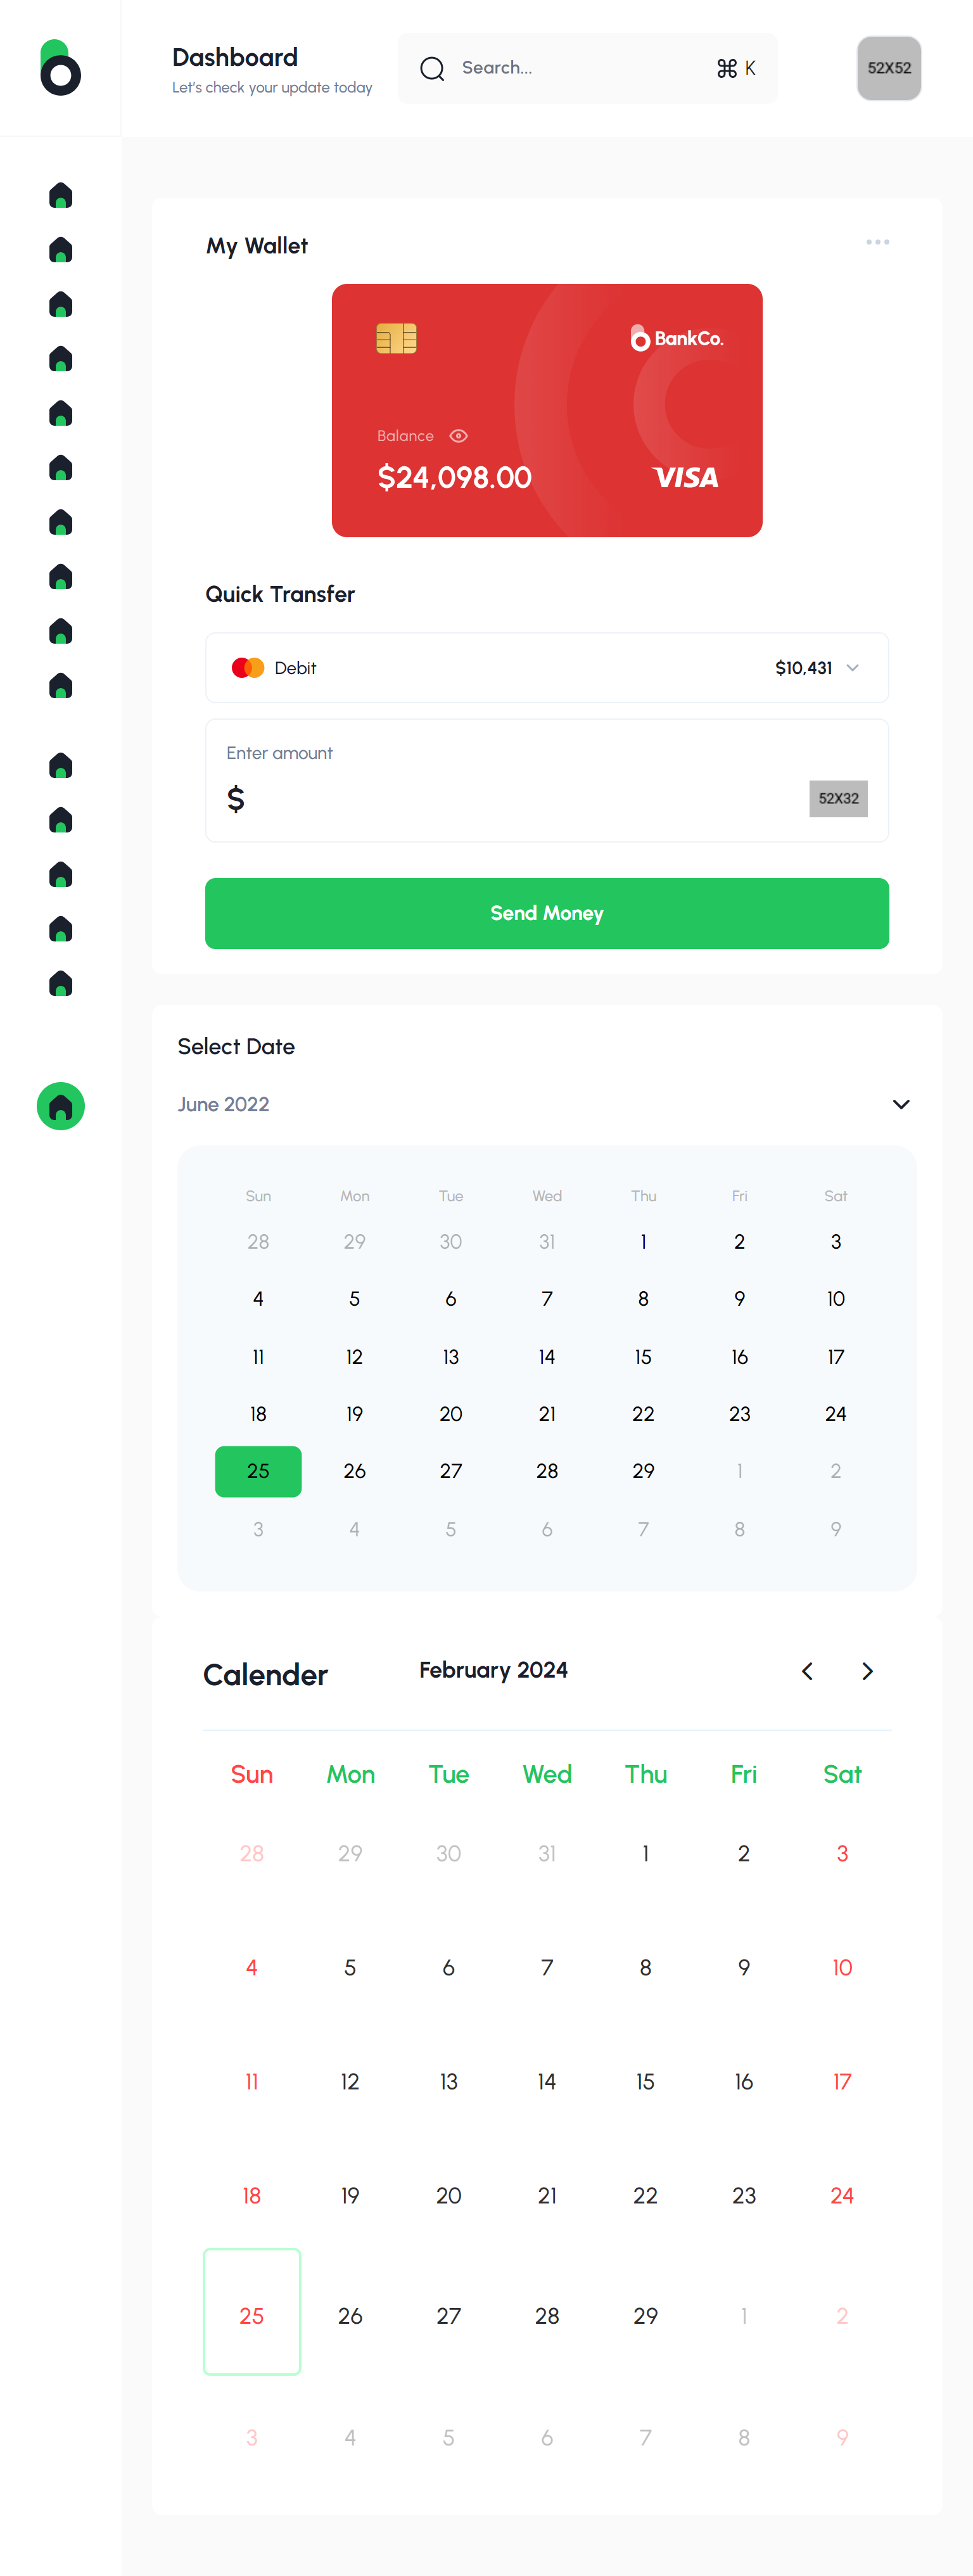 Dashboard
Let's check your update today
Search...
⌘ K
52X52
My Wallet
BankCo.
Balance
$24,098.00
VISA
Quick Transfer
Debit
$10,431
Enter amount
$
52X32
Send Money
Select Date
June 2022
Sun Mon Tue Wed Thu Fri Sat
28 29 30 31 1 2 3
4 5 6 7 8 9 10
11 12 13 14 15 16 17
18 19 20 21 22 23 24
25 26 27 28 29 1 2
3 4 5 6 7 8 9
Calender
February 2024
Sun Mon Tue Wed Thu Fri Sat
28 29 30 31 1 2 3
4 5 6 7 8 9 10
11 12 13 14 15 16 17
18 19 20 21 22 23 24
25 26 27 28 29 1 2
3 4 5 6 7 8 9